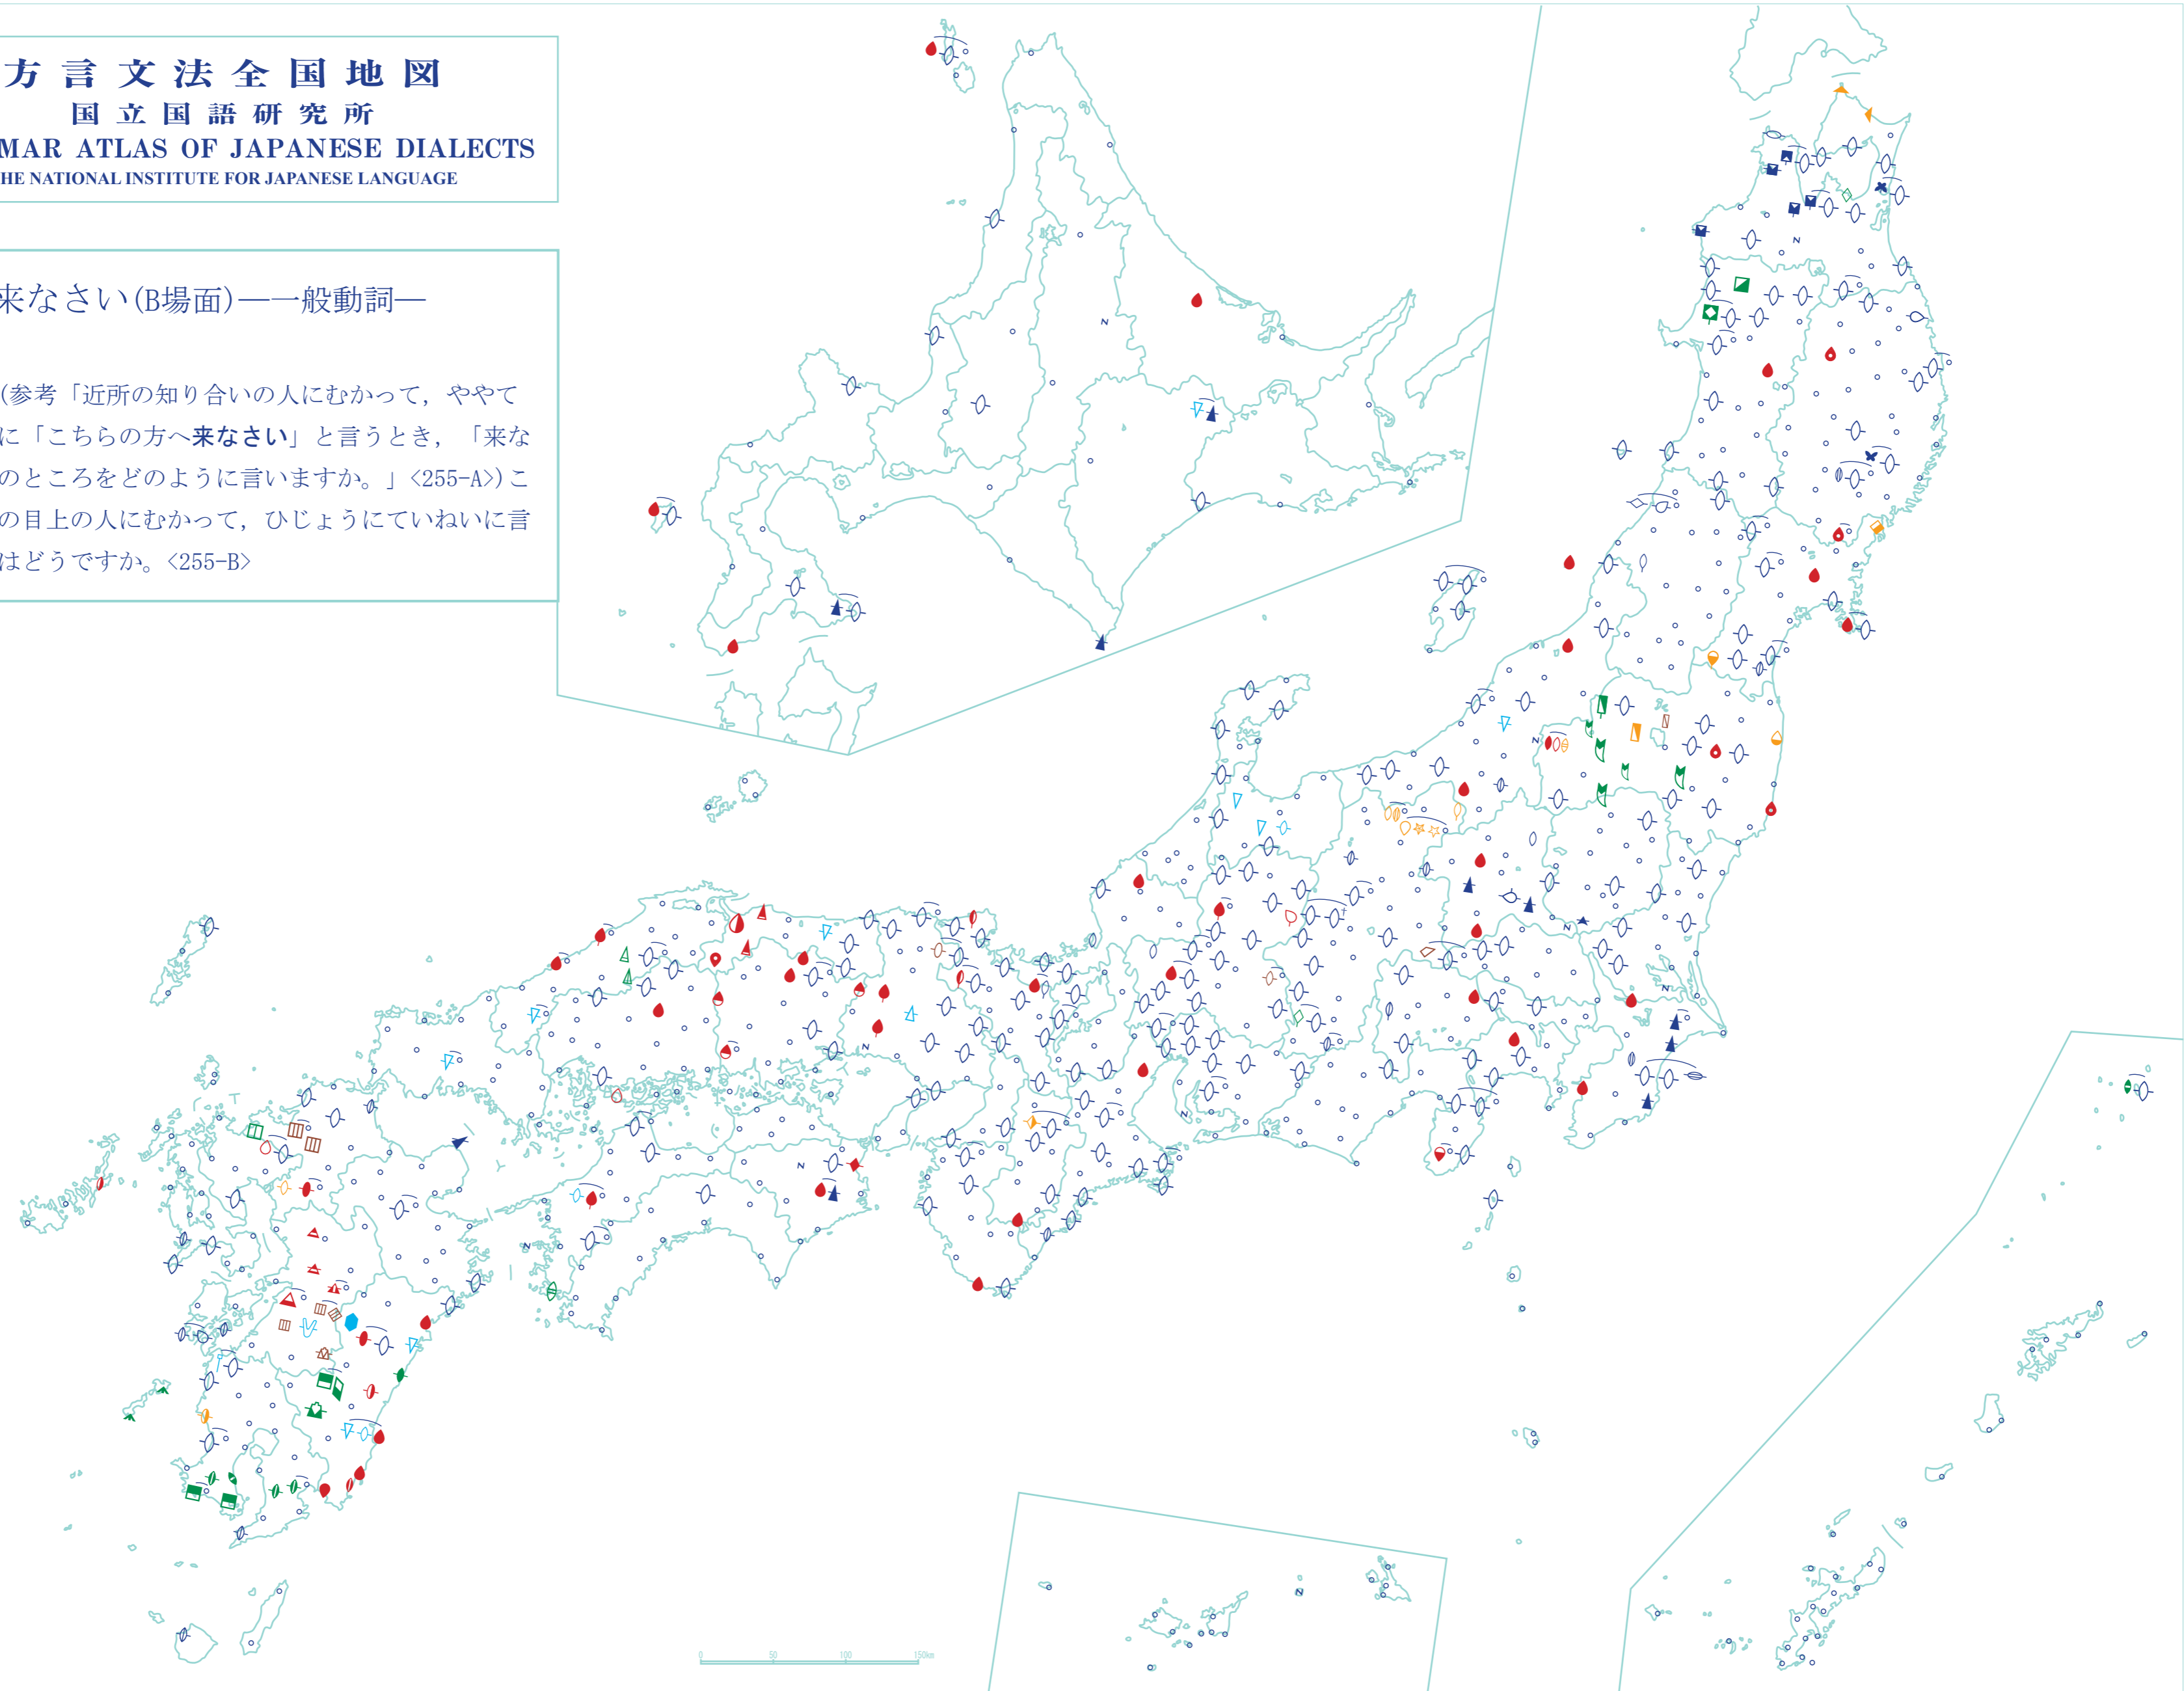 方言文法全国地図
国立国語研究所
MAR ATLAS OF JAPANESE DIALECTS
HE NATIONAL INSTITUTE FOR JAPANESE LANGUAGE
来なさい(B場面)―一般動詞―
(参考「近所の知り合いの人にむかって，ややて
に「こちらの方へ来なさい」と言うとき，「来な
のところをどのように言いますか。」<255-A>)こ
の目上の人にむかって，ひじょうにていねいに言
はどうですか。<255-B>
0 50 100 150km